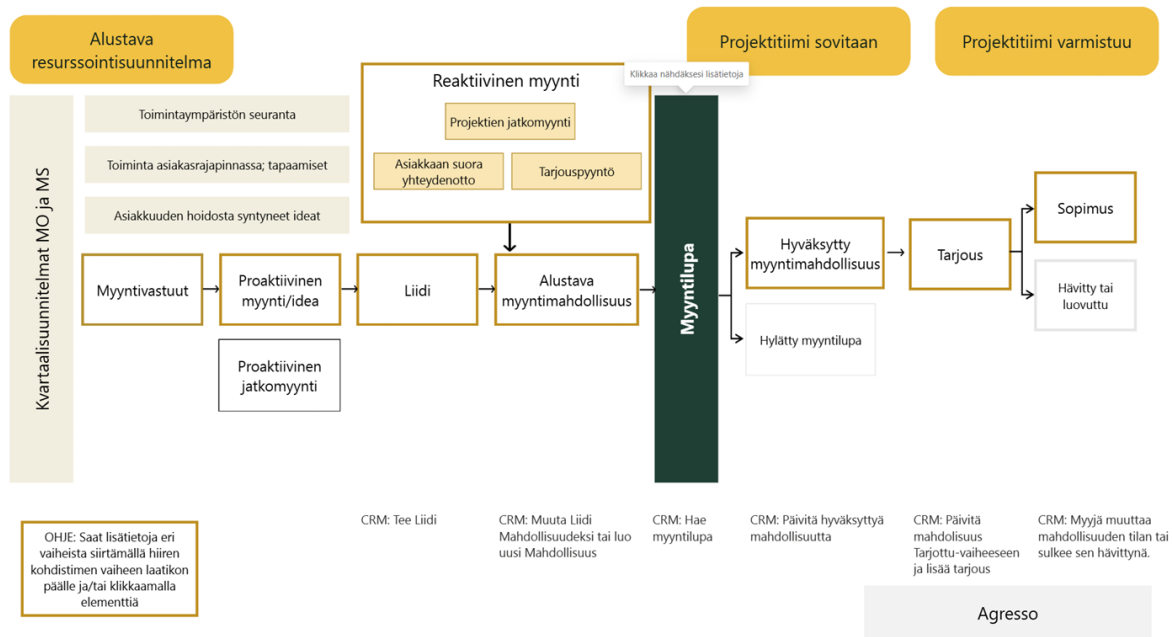 Alustava
resurssointisuunnitelma
Projektitiimi sovitaan
Projektitiimi varmistuu
Kvartaalisuunnitelmat MO ja MS
Toimintaympäristön seuranta
Toiminta asiakasrajapinnassa; tapaamiset
Asiakkuuden hoidosta syntyneet ideat
Reaktiivinen myynti
Klikkaa nähdäksesi lisätietoja
Projektien jatkomyynti
Asiakkaan suora
yhteydenotto
Tarjouspyyntö
Myyntivastuut
Proaktiivinen
myynti/idea
Liidi
Alustava
myyntimahdollisuus
Proaktiivinen
jatkomyynti
Myyntilupa
Hyväksytty
myyntimahdollisuus
Hylätty myyntilupa
Tarjous
Sopimus
Hävitty tai
luovuttu
OHJE: Saat lisätietoja eri
vaiheista siirtämällä hiiren
kohdistimen vaiheen laatikon
päälle ja/tai klikkaamalla
elementtiä
CRM: Tee Liidi
CRM: Muuta Liidi
Mahdollisuudeksi tai luo
uusi Mahdollisuus
CRM: Hae
myyntilupa
CRM: Päivitä hyväksyttyä
mahdollisuutta
CRM: Päivitä
mahdolisuus
Tarjottu-vaiheeseen
ja lisää tarjous
CRM: Myyjä muuttaa
mahdollisuuden tilan tai
sulkee sen hävittynä.
Agresso